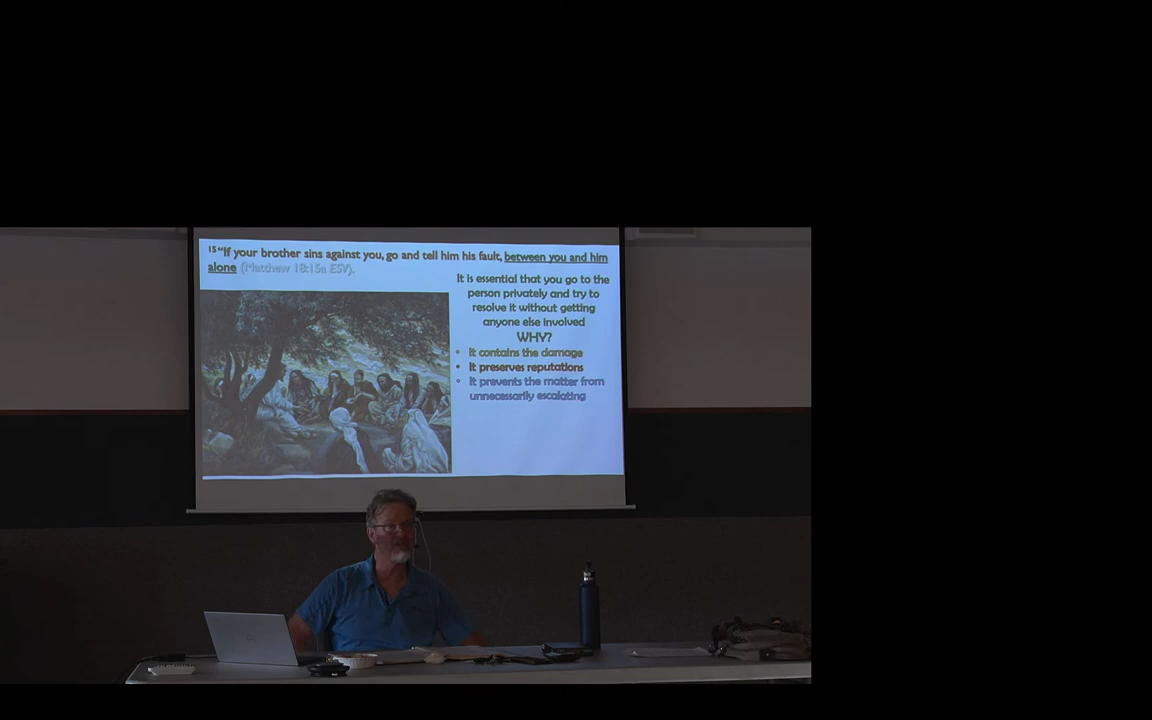 15 “If your brother sins against you, go and tell him his fault, between you and him
alone (Matthew 18:15a ESV).
It is essential that you go to the
person privately and try to
resolve it without getting
anyone else involved
WHY?
• It contains the damage
• It preserves reputations
• It prevents the matter from
unnecessarily escalating